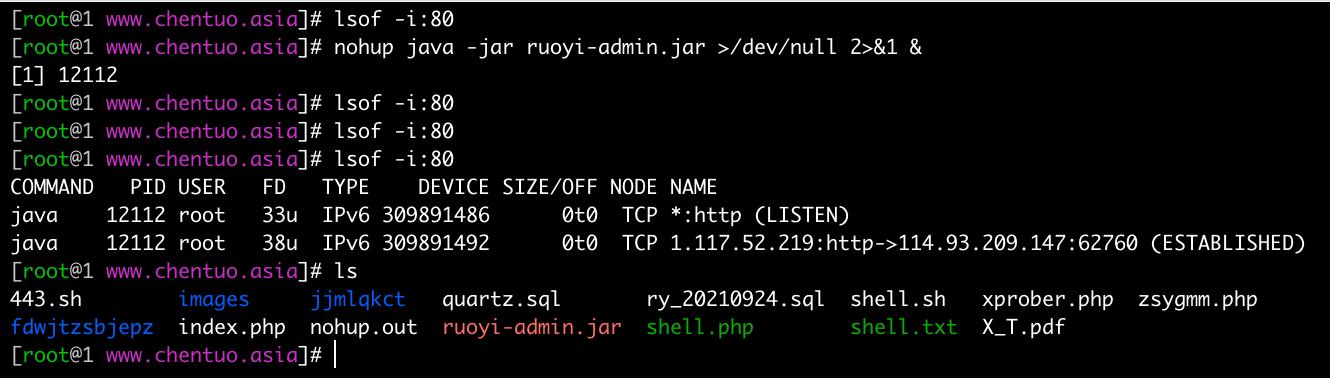 [root@1 www.chentuo.asia]# lsof -i:80
[root@1 www.chentuo.asia]# nohup java -jar ruoyi-admin.jar >/dev/null 2>&1 &
[1] 12112
[root@1 www.chentuo.asia]# lsof -i:80
[root@1 www.chentuo.asia]# lsof -i:80
[root@1 www.chentuo.asia]# lsof -i:80
COMMAND   PID USER   FD   TYPE    DEVICE SIZE/OFF NODE NAME
java    12112 root   33u  IPv6 309891486      0t0  TCP *:http (LISTEN)
java    12112 root   38u  IPv6 309891492      0t0  TCP 1.117.52.219:http->114.93.209.147:62760 (ESTABLISHED)
[root@1 www.chentuo.asia]# ls
443.sh        images     jjmlqkct   quartz.sql       ry_20210924.sql  shell.sh   xprober.php  zsygmm.php
fdwjtzsbjepz  index.php  nohup.out  ruoyi-admin.jar  shell.php        shell.txt  X_T.pdf
[root@1 www.chentuo.asia]#